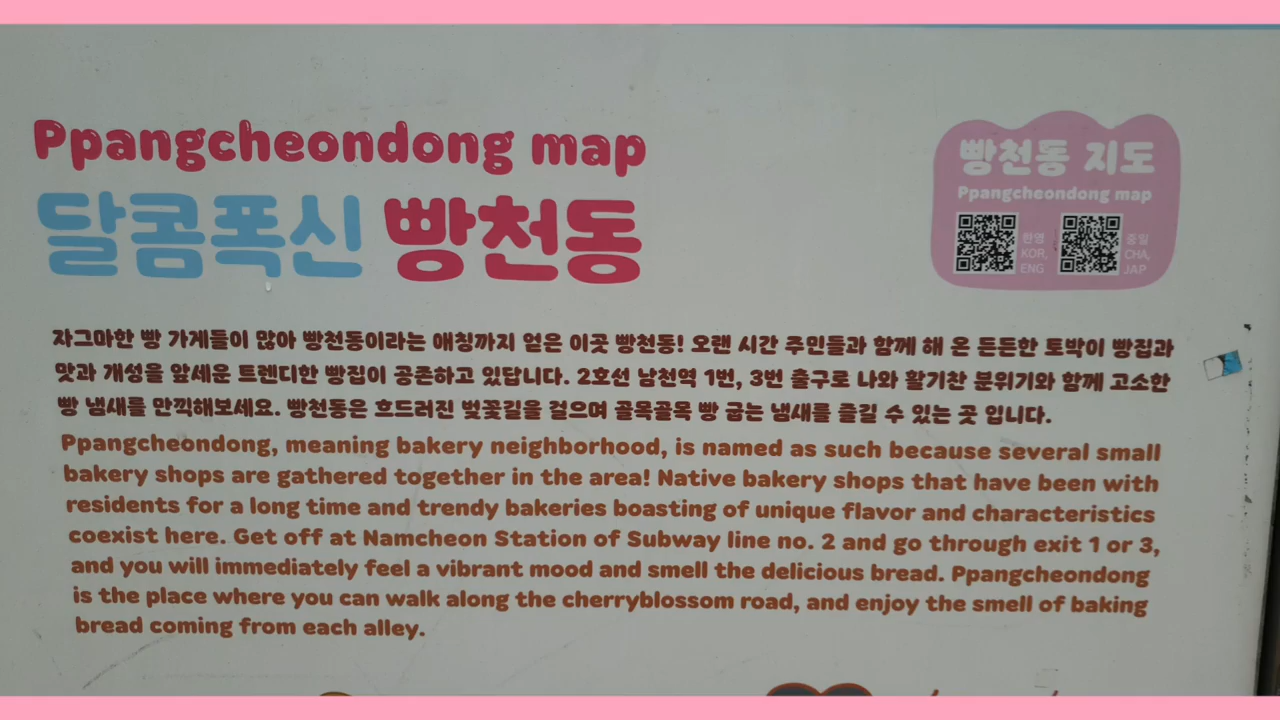 Ppangcheondong map
달콤폭신 빵천동
빵천동 지도
Ppangcheondong map
한영
KOR,
ENG
중일
CHA,
JAP
자그마한 빵 가게들이 많아 빵천동이라는 애칭까지 얻은 이곳 빵천동! 오랜 시간 주민들과 함께 해 온 든든한 토박이 빵집과
맛과 개성을 앞세운 트렌디한 빵집이 공존하고 있답니다. 2호선 남천역 1번, 3번 출구로 나와 활기찬 분위기와 함께 고소한
빵 냄새를 만끽해보세요. 빵천동은 흐드러진 벚꽃길을 걸으며 골목골목 빵 굽는 냄새를 즐길 수 있는 곳 입니다.
Ppangcheondong, meaning bakery neighborhood, is named as such because several small
bakery shops are gathered together in the area! Native bakery shops that have been with
residents for a long time and trendy bakeries boasting of unique flavor and characteristics
coexist here. Get off at Namcheon Station of Subway line no. 2 and go through exit 1 or 3,
and you will immediately feel a vibrant mood and smell the delicious bread. Ppangcheondong
is the place where you can walk along the cherryblossom road, and enjoy the smell of baking
bread coming from each alley.